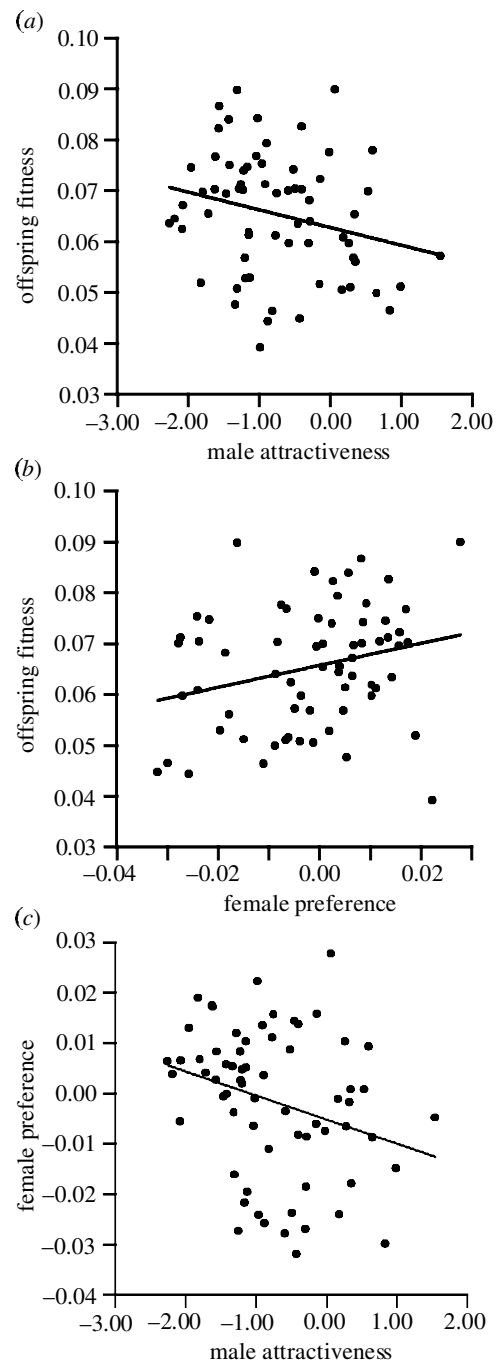 (a)
0.10
0.09
0.08
0.07
0.06
0.05
0.04
0.03
offspring fitness
−3.00 −2.00 −1.00 0.00 1.00 2.00
male attractiveness
(b)
0.10
0.09
0.08
0.07
0.06
0.05
0.04
0.03
offspring fitness
−0.04 −0.02 0.00 0.02
female preference
(c)
0.03
0.02
0.01
0.00
−0.01
−0.02
−0.03
−0.04
female preference
−3.00 −2.00 −1.00 0.00 1.00 2.00
male attractiveness